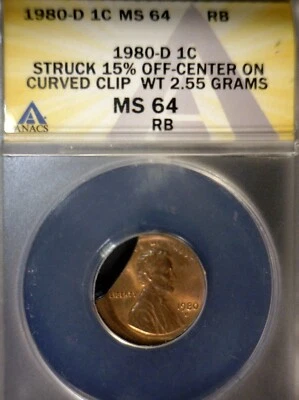 1980-D 1C MS 64 RB
1980-D 1C
STRUCK 15% OFF-CENTER ON
CURVED CLIP WT 2.55 GRAMS
MS 64
RB
ANACS
LIBERTY
1980